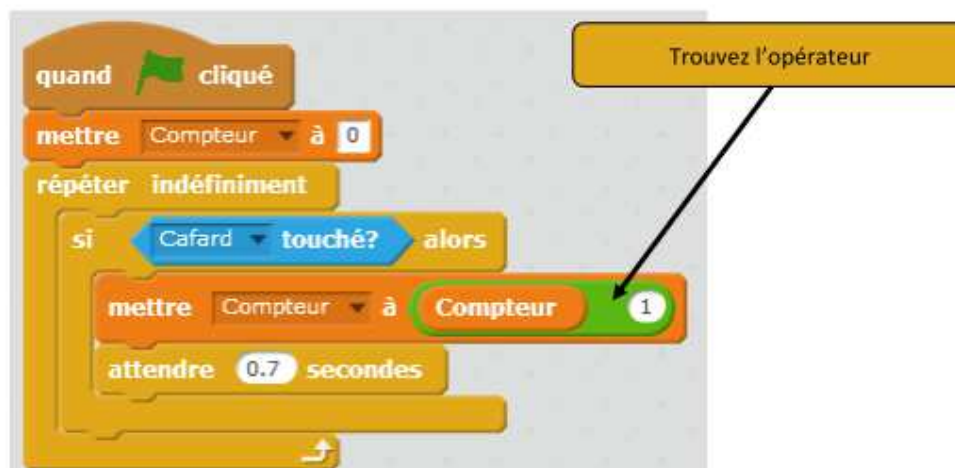 Trouvez l'opérateur
quand cliqué
mettre Compteur à 0
répéter indéfiniment
si Cafard touché? alors
mettre Compteur à Compteur 1
attendre 0.7 secondes